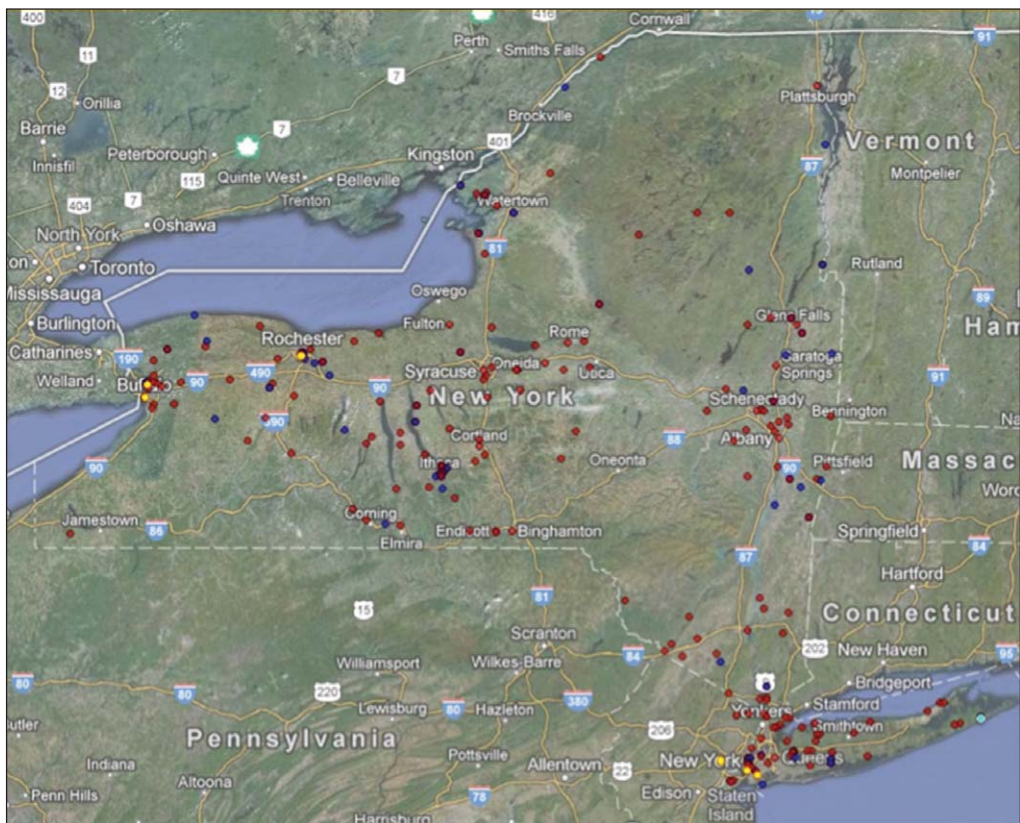 400
416
Cornwall
11
Perth
Smiths Falls
91
7
12
Orillia
Plattsburgh
Barrie
Brockville
Vermont
Innisfil
7
401
Peterborough
Kingston
87
Montpelier
115
Quinte West
Belleville
7
Trenton
Watertown
404
Oshawa
North York
81
on
Toronto
Rutland
Mississauga
Oswego
89
Burlington
Fulton
Glens Falls
Ham
Rochester
Rome
Catharines
190
Saratoga
Springs
Welland
490
Syracuse
Oneida
Utica
91
90
90
New York
Schenectady
Bennington
390
Cortland
88
Albany
Na
90
Ithaca
Oneonta
90
Pittsfield
Massac
Corning
Worc
Jamestown
86
Endicott
Binghamton
Springfield
Elmira
84
87
Hartford
15
81
Connecticut
Scranton
84
202
New Haven
95
Williamsport
Wilkes-Barre
80
80
220
380
Bridgeport
Lewisburg
80
Hazleton
Yonkers
Stamford
utler
206
Smithtown
Pennsylvania
New York
Queens
Pottsville
Indiana
Altoona
Allentown
22
Penn Hills
78
Edison
Staten
Island
Harrisburg